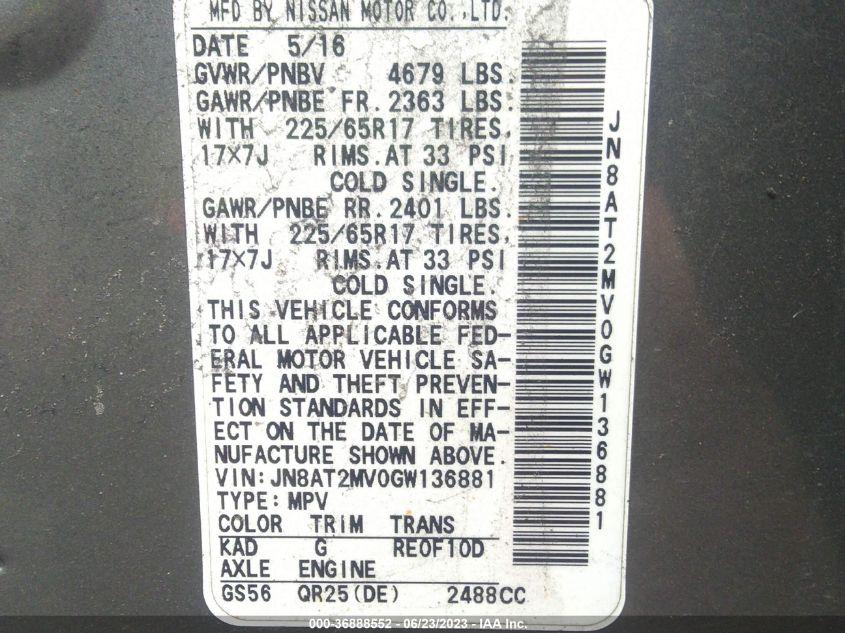 MFD BY NISSAN MOTOR CO.,LTD.
DATE 5/16
GVWR/PNBV 4679 LBS.
GAWR/PNBE FR. 2363 LBS.
WITH 225/65R17 TIRES.
17X7J RIMS. AT 33 PSI
COLD SINGLE.
GAWR/PNBE RR. 2401 LBS.
WITH 225/65R17 TIRES.
17X7J RIMS. AT 33 PSI
COLD SINGLE.
THIS VEHICLE CONFORMS
TO ALL APPLICABLE FED-
ERAL MOTOR VEHICLE SA-
FETY AND THEFT PREVEN-
TION STANDARDS IN EFF-
ECT ON THE DATE OF MA-
NUFACTURE SHOWN ABOVE.
VIN:JN8AT2MV0GW136881
TYPE:MPV
COLOR TRIM TRANS
KAD G RE0F10D
AXLE ENGINE
GS56 QR25(DE) 2488CC
JN8AT2MV0GW136881
000-36888552 - 06/23/2023 - IAA Inc.